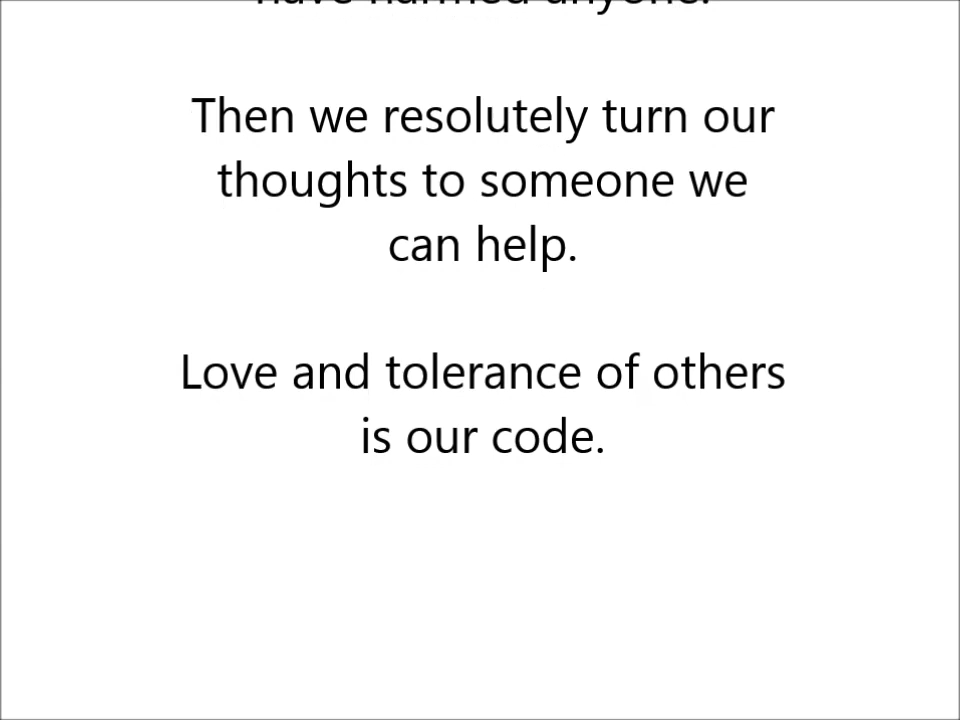 have harmed anyone.
Then we resolutely turn our
thoughts to someone we
can help.
Love and tolerance of others
is our code.